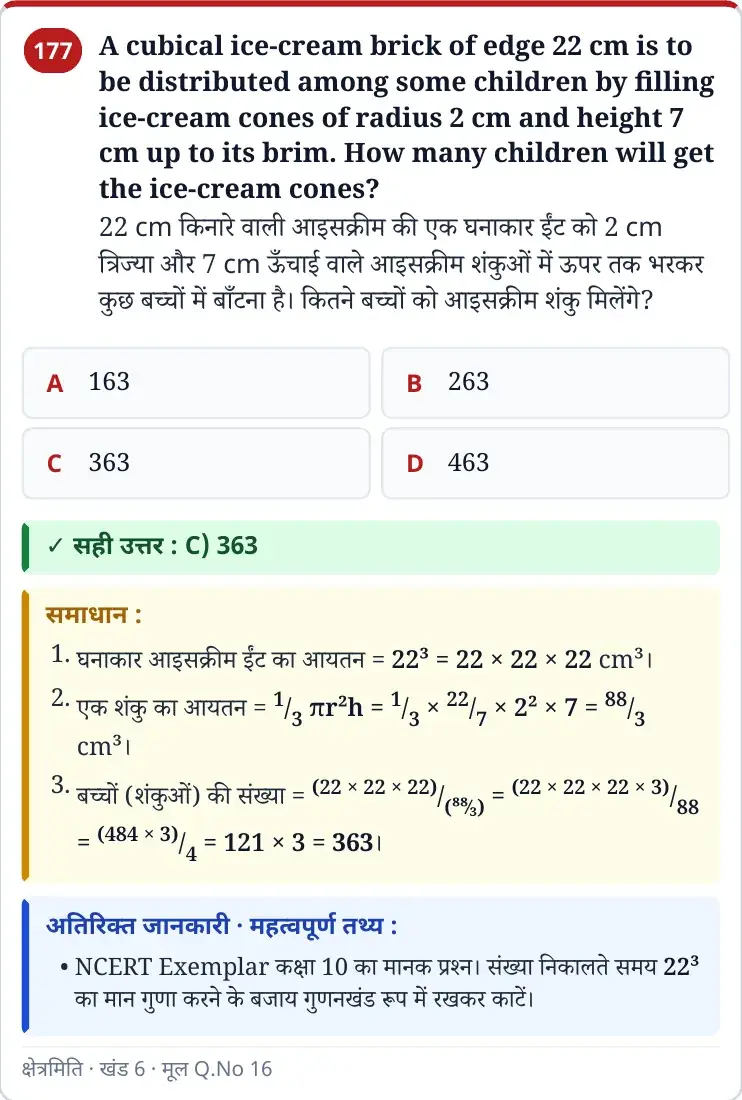 177
A cubical ice-cream brick of edge 22 cm is to
be distributed among some children by filling
ice-cream cones of radius 2 cm and height 7
cm up to its brim. How many children will get
the ice-cream cones?
22 cm किनारे वाली आइसक्रीम की एक घनाकार ईंट को 2 cm
त्रिज्या और 7 cm ऊँचाई वाले आइसक्रीम शंकुओं में ऊपर तक भरकर
कुछ बच्चों में बाँटना है। कितने बच्चों को आइसक्रीम शंकु मिलेंगे?
A 163
B 263
C 363
D 463
✓ सही उत्तर : C) 363
समाधान :
1. घनाकार आइसक्रीम ईंट का आयतन = 22³ = 22 × 22 × 22 cm³।
2. एक शंकु का आयतन = 1/3 πr²h = 1/3 × 22/7 × 2² × 7 = 88/3
cm³।
3. बच्चों (शंकुओं) की संख्या = (22 × 22 × 22)/(88/3) = (22 × 22 × 22 × 3)/88
= (484 × 3)/4 = 121 × 3 = 363।
अतिरिक्त जानकारी · महत्वपूर्ण तथ्य :
• NCERT Exemplar कक्षा 10 का मानक प्रश्न। संख्या निकालते समय 22³
का मान गुणा करने के बजाय गुणनखंड रूप में रखकर काटें।
क्षेत्रमिति · खंड 6 · मूल Q.No 16